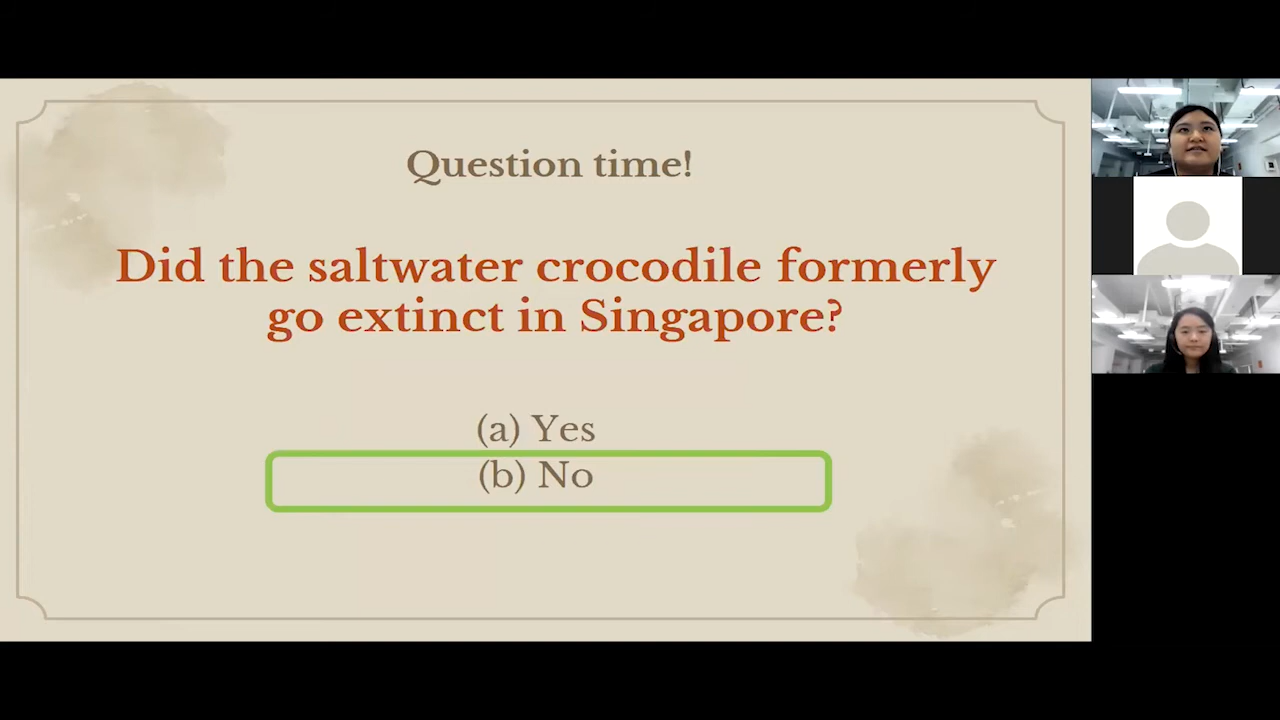 Question time!
Did the saltwater crocodile formerly
go extinct in Singapore?
(a) Yes
(b) No